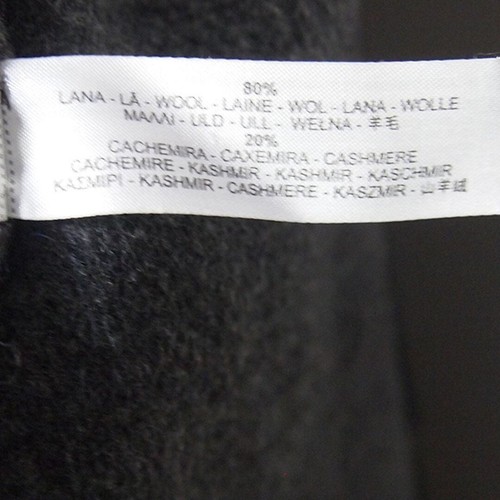 80%
LANA - LÃ - WOOL - LAINE - WOL - LANA - WOLLE
ΜΑΛΛΙ - ULD - ULL - WEŁNA - 羊毛
20%
CACHEMIRA - CAXEMIRA - CASHMERE
CACHEMIRE - KASHMIR - KASHMIR - KASCHMIR
ΚΑΣΜΙΡΙ - KASHMIR - CASHMERE - KASZMIR - 山羊绒